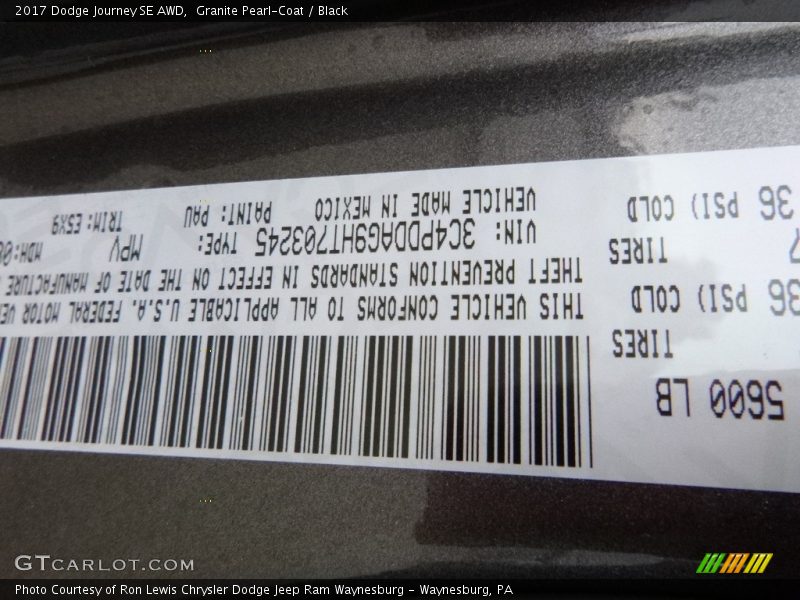 2017 Dodge Journey SE AWD, Granite Pearl-Coat / Black
5600 LB
TIRES
36 PSI) COLD
TIRES
36 PSI) COLD
THIS VEHICLE CONFORMS TO ALL APPLICABLE U.S.A. FEDERAL MOTOR
THEFT PREVENTION STANDARDS IN EFFECT ON THE DATE OF MANUFACTURE
VIN: 3C4PDDAG9HT703245 TYPE: MPV MDH:
VEHICLE MADE IN MEXICO PAINT: PAU TRIM: E5X9
GTCARLOT.COM
Photo Courtesy of Ron Lewis Chrysler Dodge Jeep Ram Waynesburg - Waynesburg, PA